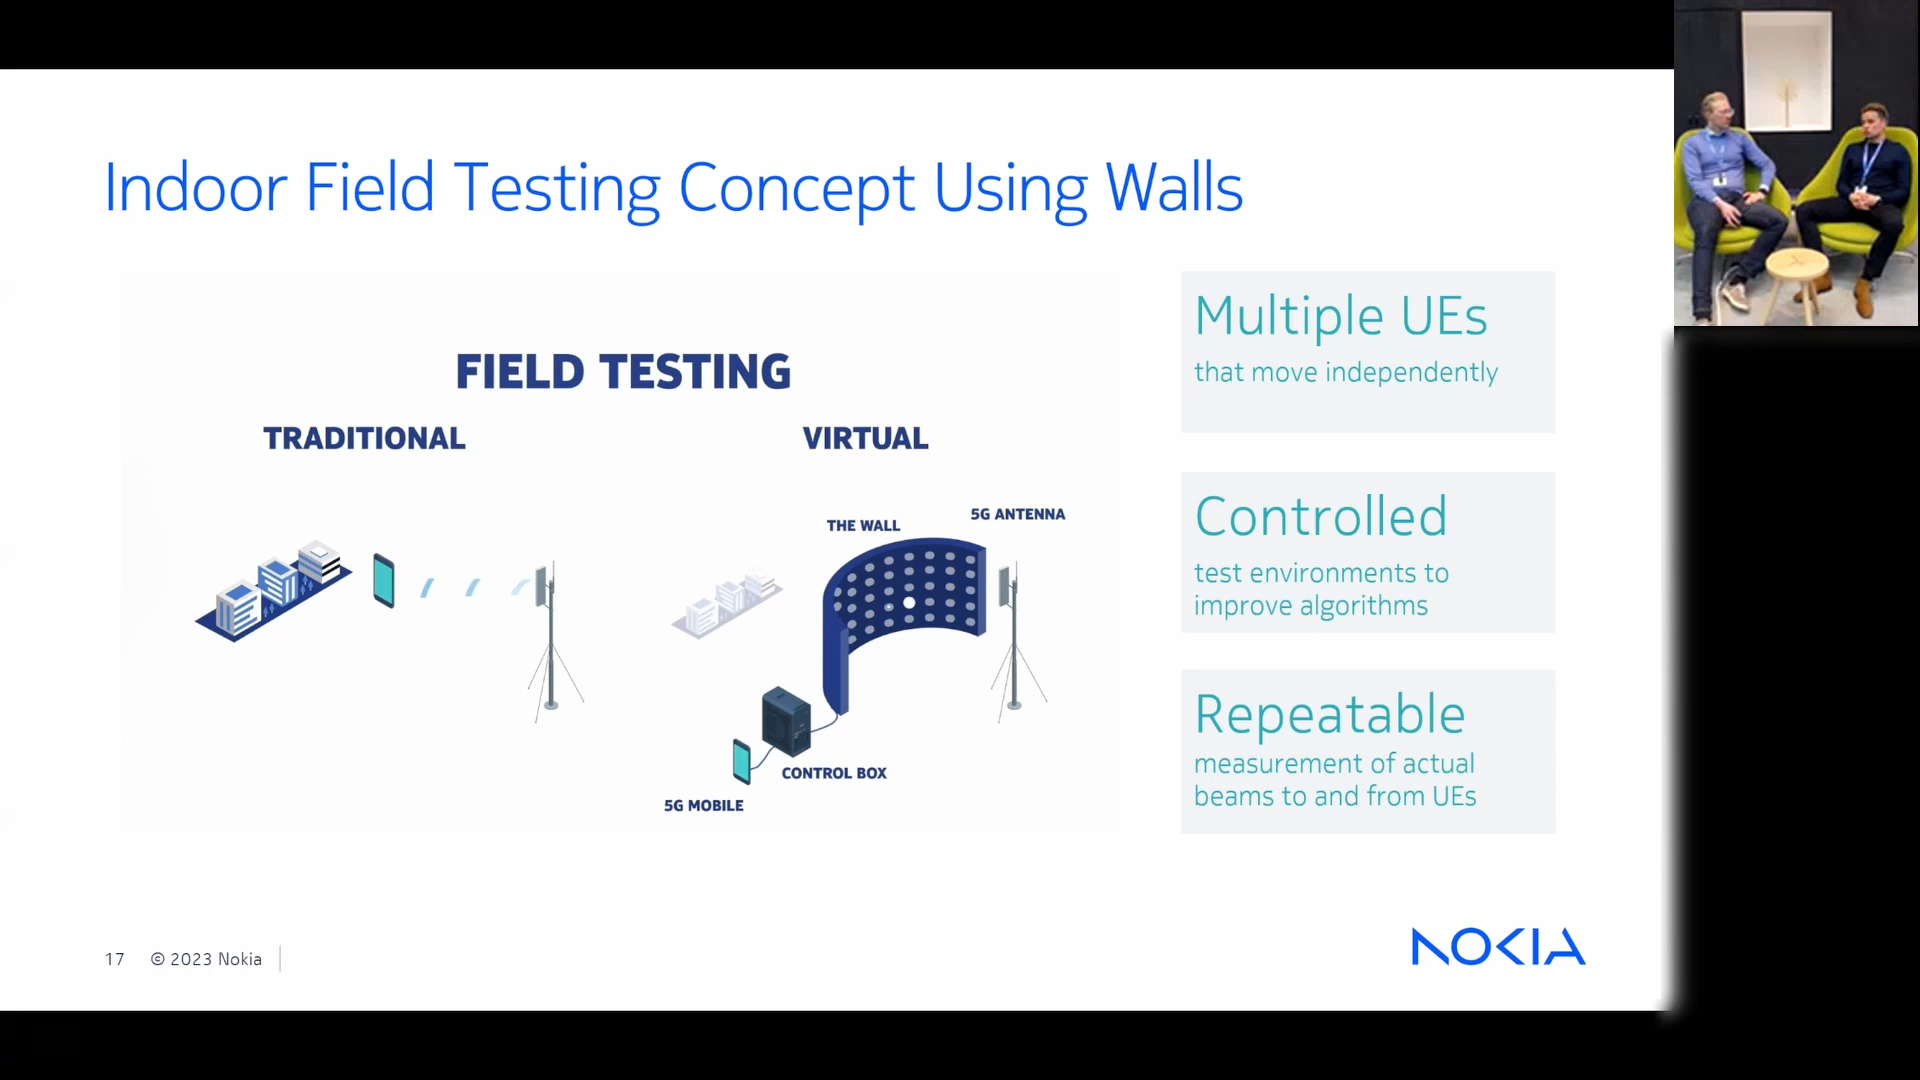 Indoor Field Testing Concept Using Walls
FIELD TESTING
TRADITIONAL
VIRTUAL
THE WALL
5G ANTENNA
CONTROL BOX
5G MOBILE
Multiple UEs
that move independently
Controlled
test environments to
improve algorithms
Repeatable
measurement of actual
beams to and from UEs
17 © 2023 Nokia
NOKIA